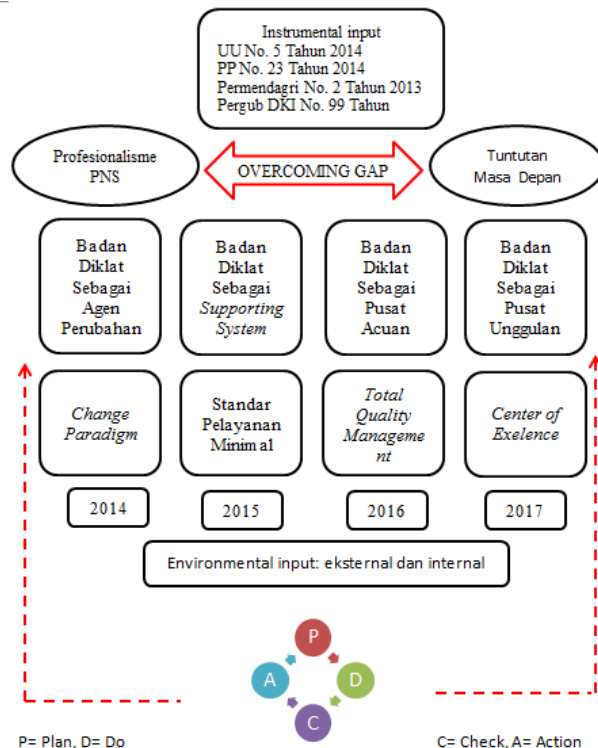 Instrumental input
UU No. 5 Tahun 2014
PP No. 23 Tahun 2014
Permendagri No. 2 Tahun 2013
Pergub DKI No. 99 Tahun
Profesionalisme
PNS
OVERCOMING GAP
Tuntutan
Masa Depan
Badan
Diklat
Sebagai
Agen
Perubahan
Badan
Diklat
Sebagai
Supporting
System
Badan
Diklat
Sebagai
Pusat
Acuan
Badan
Diklat
Sebagai
Pusat
Unggulan
Change
Paradigm
Standar
Pelayanan
Minimal
Total
Quality
Manageme
nt
Center of
Exelence
2014
2015
2016
2017
Environmental input: eksternal dan internal
P
A
D
C
P= Plan, D= Do
C= Check, A= Action